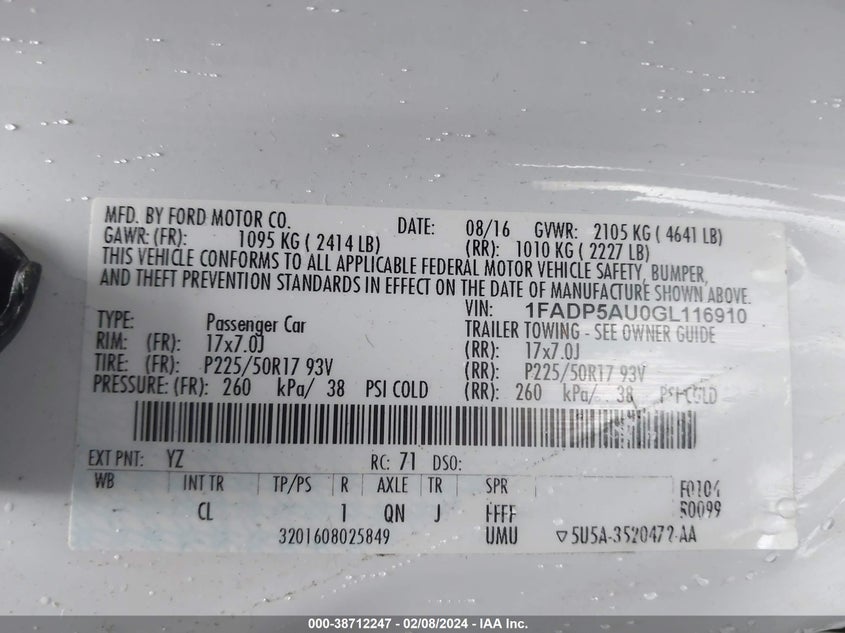 MFD. BY FORD MOTOR CO. DATE: 08/16 GVWR: 2105 KG ( 4641 LB)
GAWR: (FR): 1095 KG ( 2414 LB) (RR): 1010 KG ( 2227 LB)
THIS VEHICLE CONFORMS TO ALL APPLICABLE FEDERAL MOTOR VEHICLE SAFETY, BUMPER,
AND THEFT PREVENTION STANDARDS IN EFFECT ON THE DATE OF MANUFACTURE SHOWN ABOVE.
VIN: 1FADP5AU0GL116910
TYPE: Passenger Car TRAILER TOWING - SEE OWNER GUIDE
RIM: (FR): 17x7.0J (RR): 17x7.0J
TIRE: (FR): P225/50R17 93V (RR): P225/50R17 93V
PRESSURE: (FR): 260 kPa/ 38 PSI COLD (RR): 260 kPa/ 38 PSI COLD
EXT PNT: YZ RC: 71 DSO:
WB INT TR TP/PS R AXLE TR SPR F0104
CL 1 QN J FFFF S0099
3201608025849 UMU ▽5U5A-3520472-AA
000-38712247 - 02/08/2024 - IAA Inc.